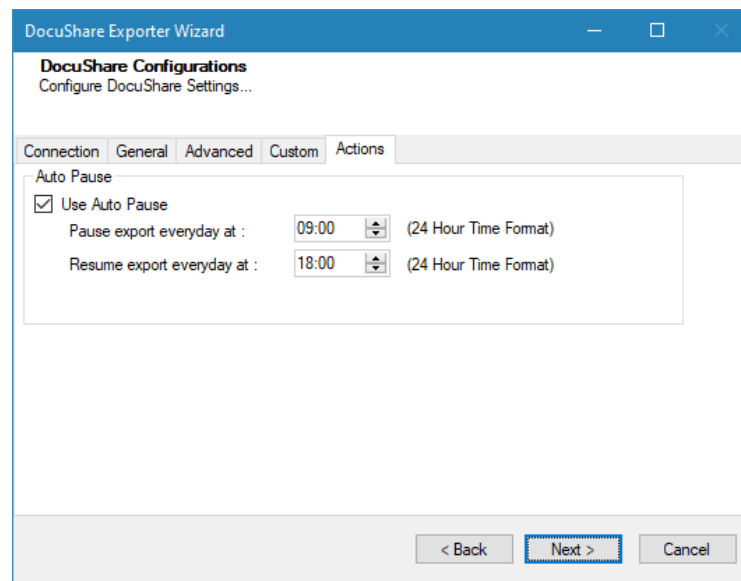 DocuShare Exporter Wizard
DocuShare Configurations
Configure DocuShare Settings...
Connection General Advanced Custom Actions
Auto Pause
Use Auto Pause
Pause export everyday at : 09:00 (24 Hour Time Format)
Resume export everyday at : 18:00 (24 Hour Time Format)
< Back Next > Cancel